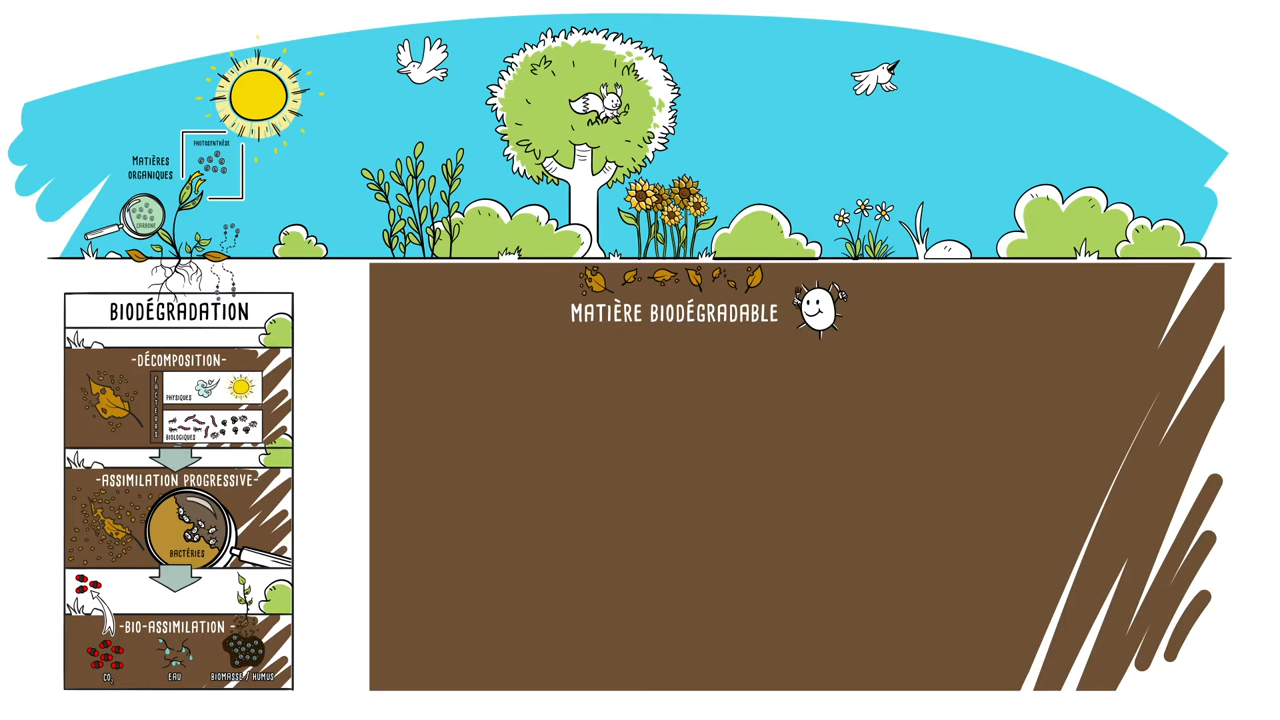 PHOTOSYNTHÈSE
MATIÈRES
ORGANIQUES
CARBONE
BIODÉGRADATION
MATIÈRE BIODÉGRADABLE
-DÉCOMPOSITION-
FACTEURS
PHYSIQUES
BIOLOGIQUES
-ASSIMILATION PROGRESSIVE-
BACTÉRIES
-BIO-ASSIMILATION -
CO₂
EAU
BIOMASSE / HUMUS